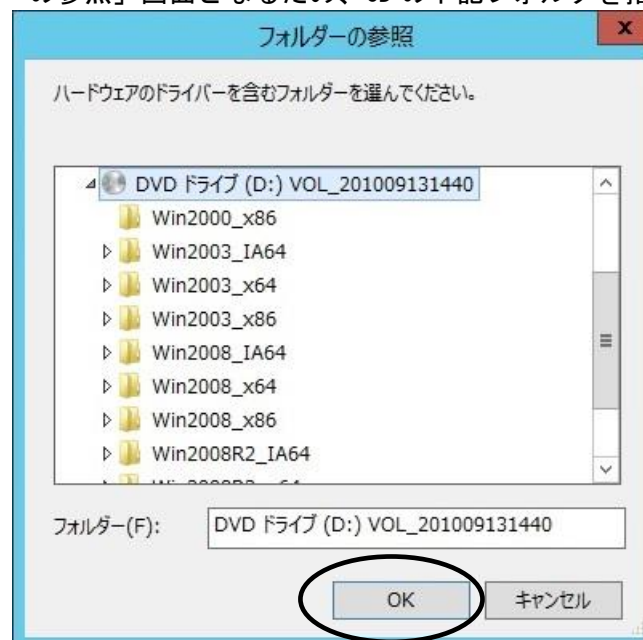 フォルダーの参照
x
ハードウェアのドライバーを含むフォルダーを選んでください。
DVD ドライブ (D:) VOL_201009131440
Win2000_x86
Win2003_IA64
Win2003_x64
Win2003_x86
Win2008_IA64
Win2008_x64
Win2008_x86
Win2008R2_IA64
フォルダー(F):
DVD ドライブ (D:) VOL_201009131440
OK
キャンセル